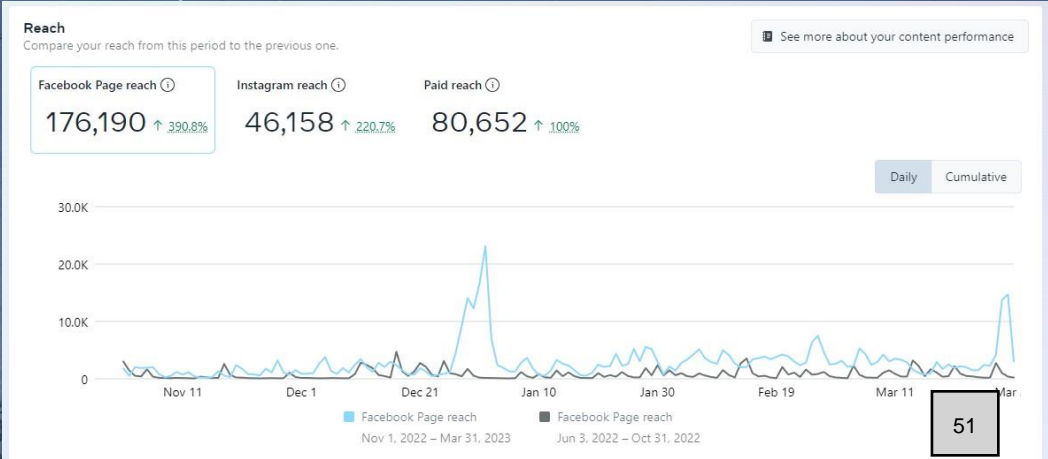 Reach
Compare your reach from this period to the previous one.
See more about your content performance
Facebook Page reach
176,190 ↑ 390.8%
Instagram reach
46,158 ↑ 220.7%
Paid reach
80,652 ↑ 100%
Daily
Cumulative
30.0K
20.0K
10.0K
0
Nov 11
Dec 1
Dec 21
Jan 10
Jan 30
Feb 19
Mar 11
Mar
Facebook Page reach
Nov 1, 2022 – Mar 31, 2023
Facebook Page reach
Jun 3, 2022 – Oct 31, 2022
51